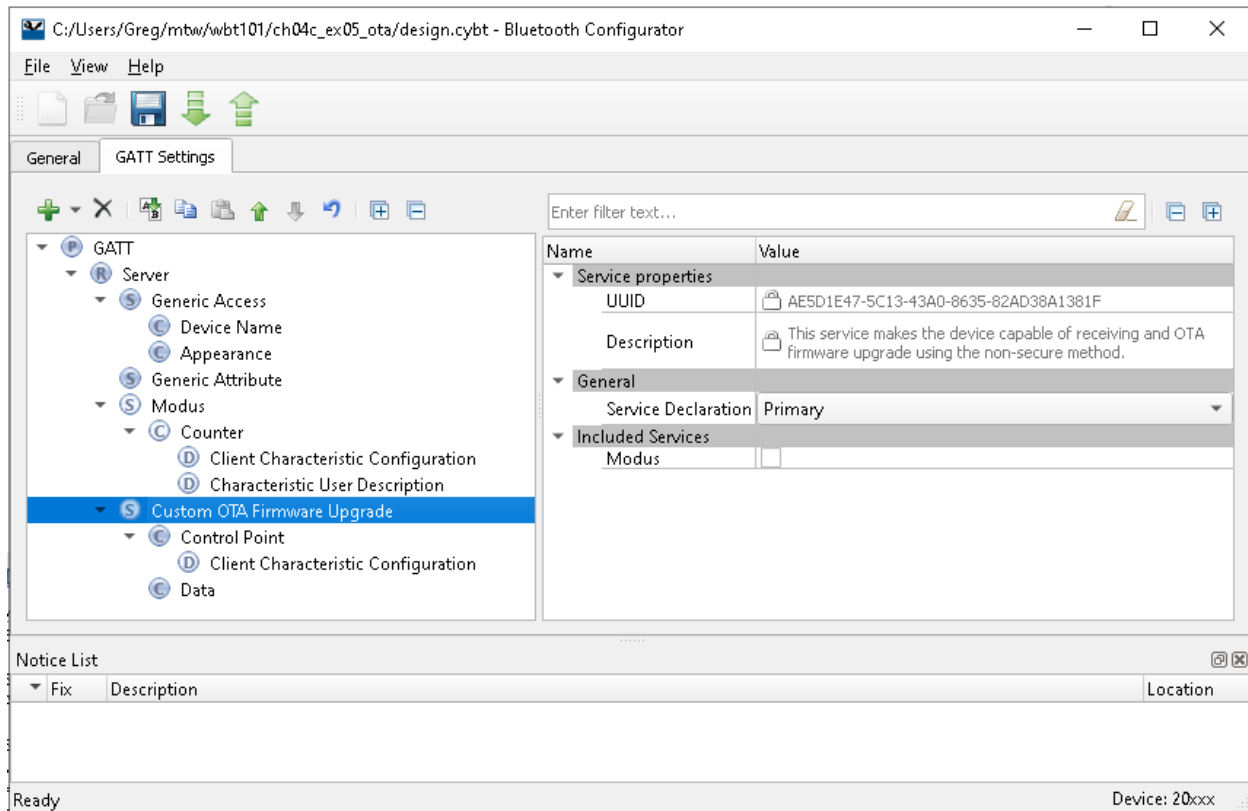 C:/Users/Greg/mtw/wbt101/ch04c_ex05_ota/design.cybt - Bluetooth Configurator
File View Help
General GATT Settings
Enter filter text...
GATT
Server
Generic Access
Device Name
Appearance
Generic Attribute
Modus
Counter
Client Characteristic Configuration
Characteristic User Description
Custom OTA Firmware Upgrade
Control Point
Client Characteristic Configuration
Data
Name Value
Service properties
UUID AE5D1E47-5C13-43A0-8635-82AD38A1381F
Description This service makes the device capable of receiving and OTA
firmware upgrade using the non-secure method.
General
Service Declaration Primary
Included Services
Modus
Notice List
Fix Description Location
Ready Device: 20xxx